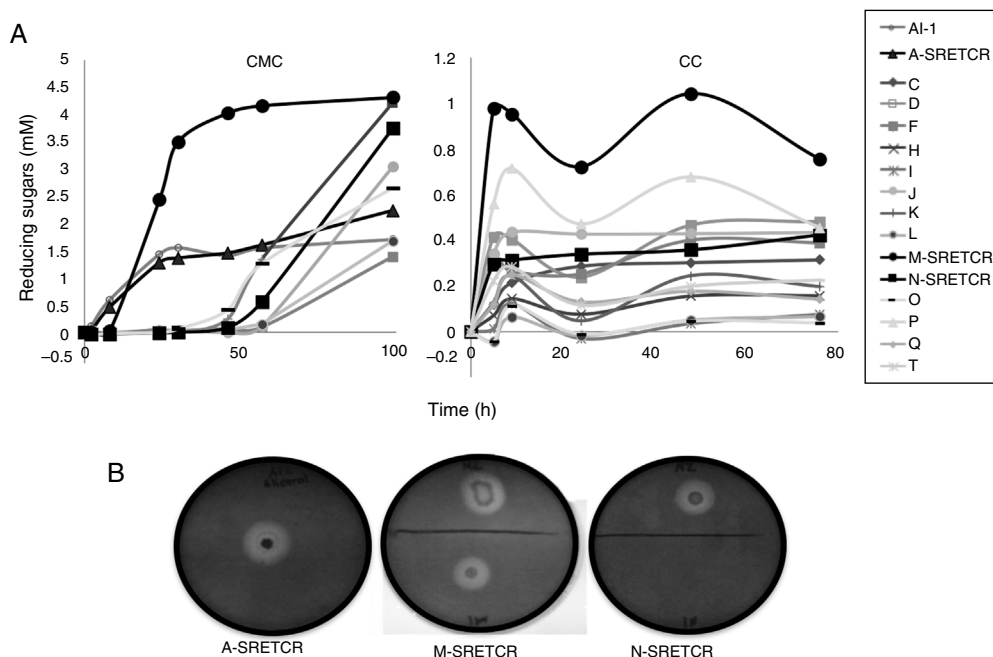 A
CMC
CC
Reducing sugars (mM)
5
4.5
4
3.5
3
2.5
2
1.5
1
0.5
0
−0.5
0
50
100
1.2
1
0.8
0.6
0.4
0.2
0
−0.2
0
20
40
60
80
Time (h)
AI-1
A-SRETCR
C
D
F
H
I
J
K
L
M-SRETCR
N-SRETCR
O
P
Q
T
B
A-SRETCR
M-SRETCR
N-SRETCR